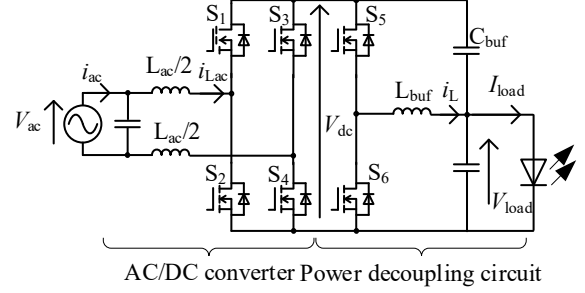 S1 S3 S5
Cbuf
iac Lac/2 iLac Lbuf iL Iload
Vac Vdc
Lac/2
S2 S4 S6
Vload
AC/DC converter Power decoupling circuit